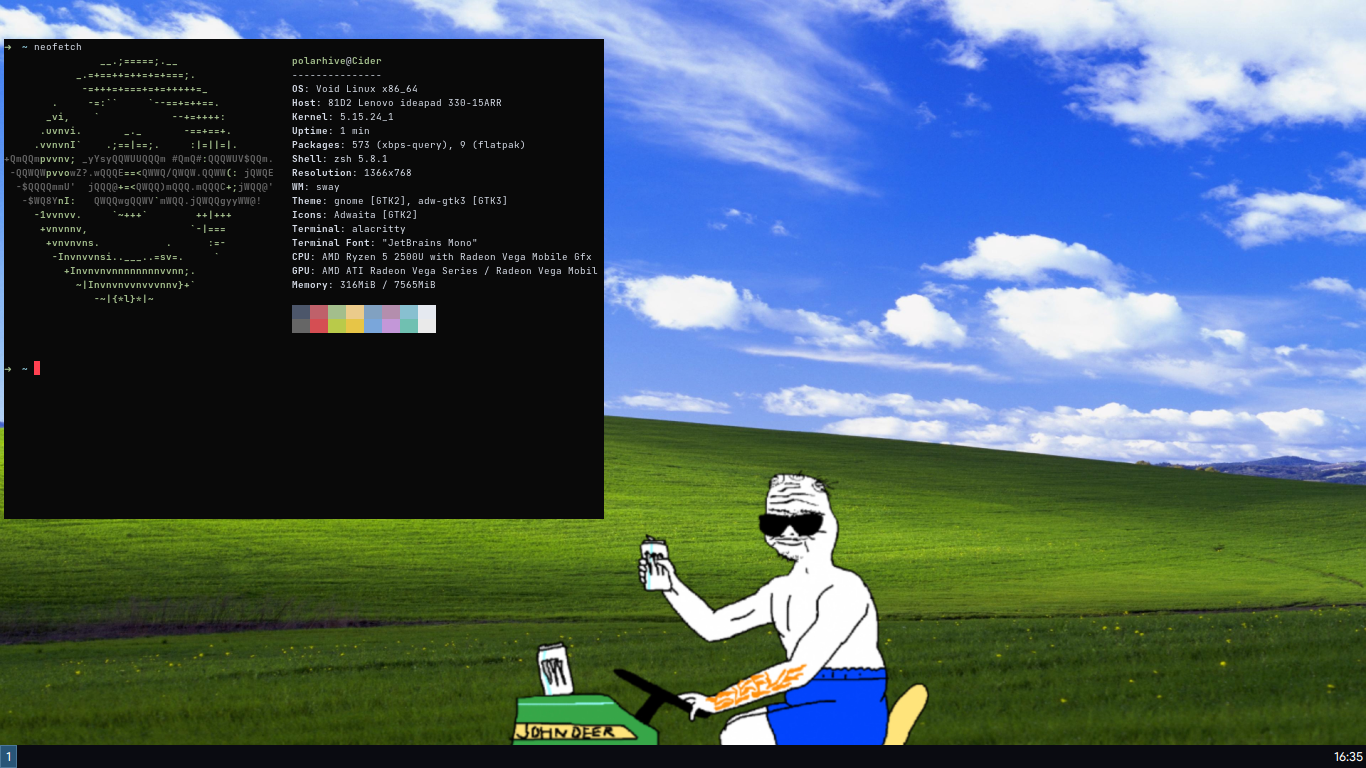 → ~ neofetch
polarhive@Cider
---------------
OS: Void Linux x86_64
Host: 81D2 Lenovo ideapad 330-15ARR
Kernel: 5.15.24_1
Uptime: 1 min
Packages: 573 (xbps-query), 9 (flatpak)
Shell: zsh 5.8.1
Resolution: 1366x768
WM: sway
Theme: gnome [GTK2], adw-gtk3 [GTK3]
Icons: Adwaita [GTK2]
Terminal: alacritty
Terminal Font: "JetBrains Mono"
CPU: AMD Ryzen 5 2500U with Radeon Vega Mobile Gfx
GPU: AMD ATI Radeon Vega Series / Radeon Vega Mobil
Memory: 316MiB / 7565MiB
→ ~
JOHN DEER
1
16:35